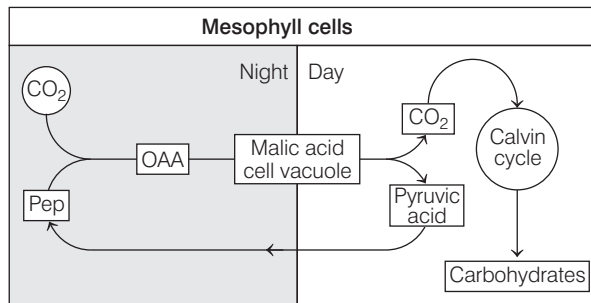 Mesophyll cells
Night
Day
CO₂
CO₂
OAA
Malic acid
cell vacuole
Calvin
cycle
Pep
Pyruvic
acid
Carbohydrates